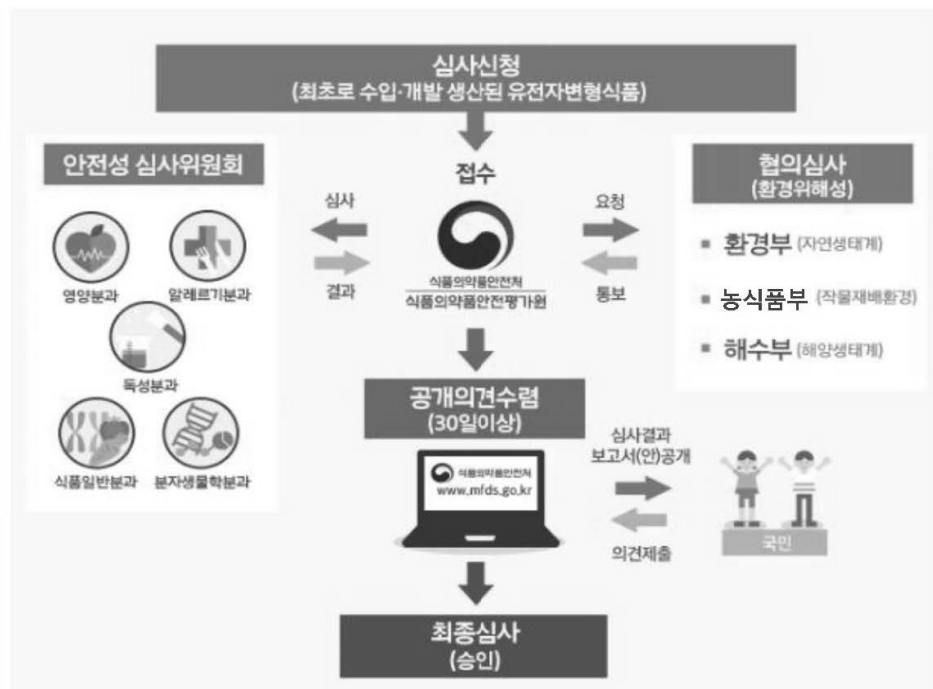 심사신청
(최초로 수입·개발 생산된 유전자변형식품)
안전성 심사위원회
영양분과
알레르기분과
독성분과
식품일반분과
분자생물학분과
접수
심사
결과
식품의약품안전처
식품의약품안전평가원
요청
통보
협의심사
(환경위해성)
▪ 환경부 (자연생태계)
▪ 농식품부 (작물재배환경)
▪ 해수부 (해양생태계)
공개의견수렴
(30일이상)
식품의약품안전처
www.mfds.go.kr
심사결과
보고서(안)공개
의견제출
국민
최종심사
(승인)